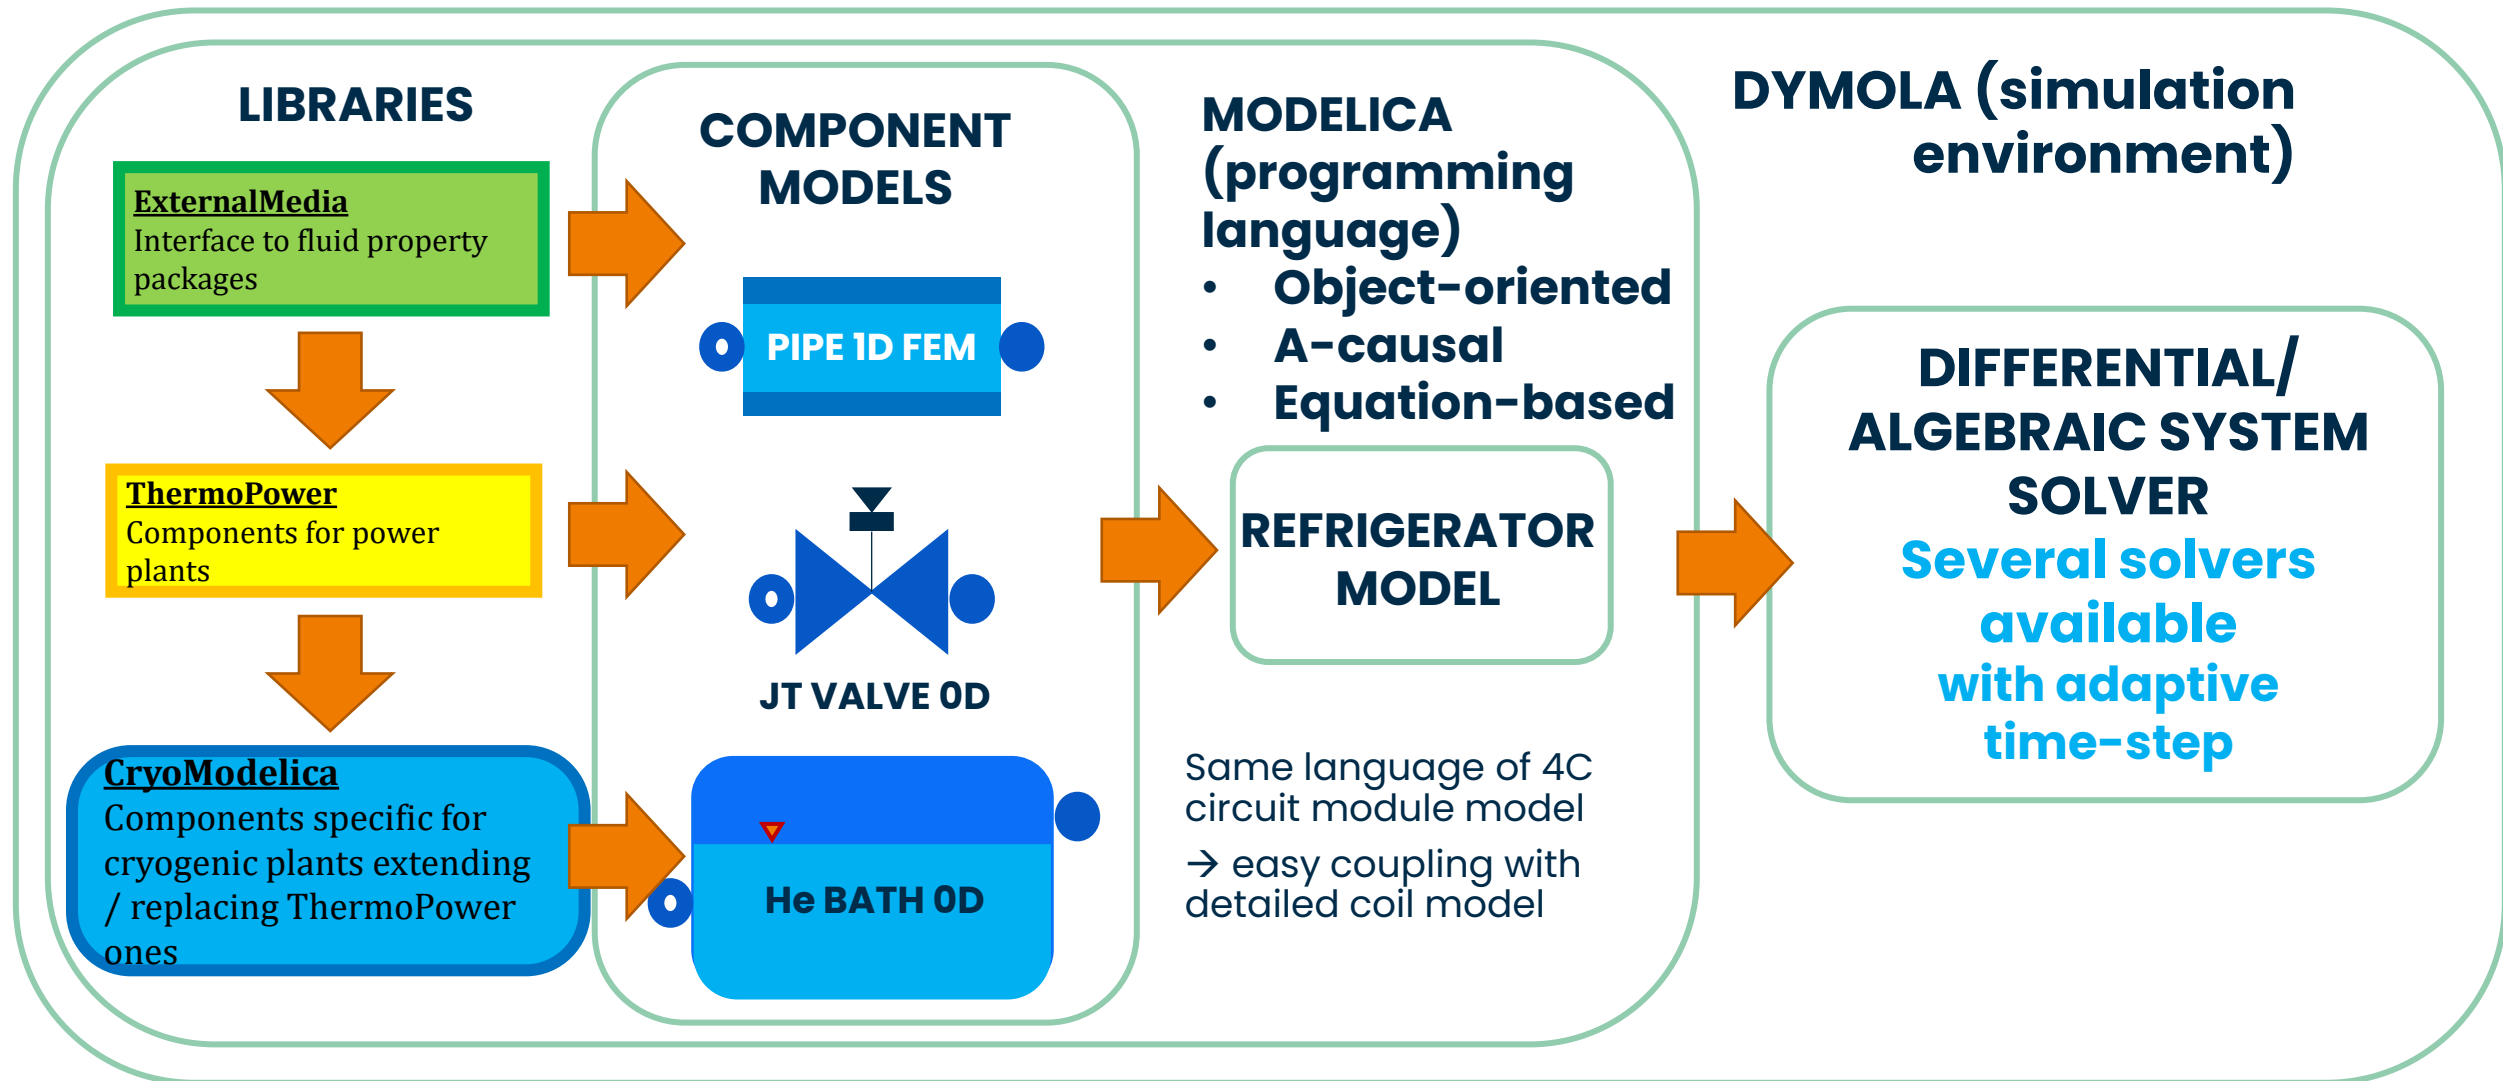 LIBRARIES
ExternalMedia
Interface to fluid property
packages
ThermoPower
Components for power
plants
CryoModelica
Components specific for
cryogenic plants extending
/ replacing ThermoPower
ones
COMPONENT
MODELS
PIPE 1D FEM
JT VALVE 0D
He BATH 0D
MODELICA
(programming
language)
• Object-oriented
• A-causal
• Equation-based
REFRIGERATOR
MODEL
Same language of 4C
circuit module model
→ easy coupling with
detailed coil model
DYMOLA (simulation
environment)
DIFFERENTIAL/
ALGEBRAIC SYSTEM
SOLVER
Several solvers
available
with adaptive
time-step